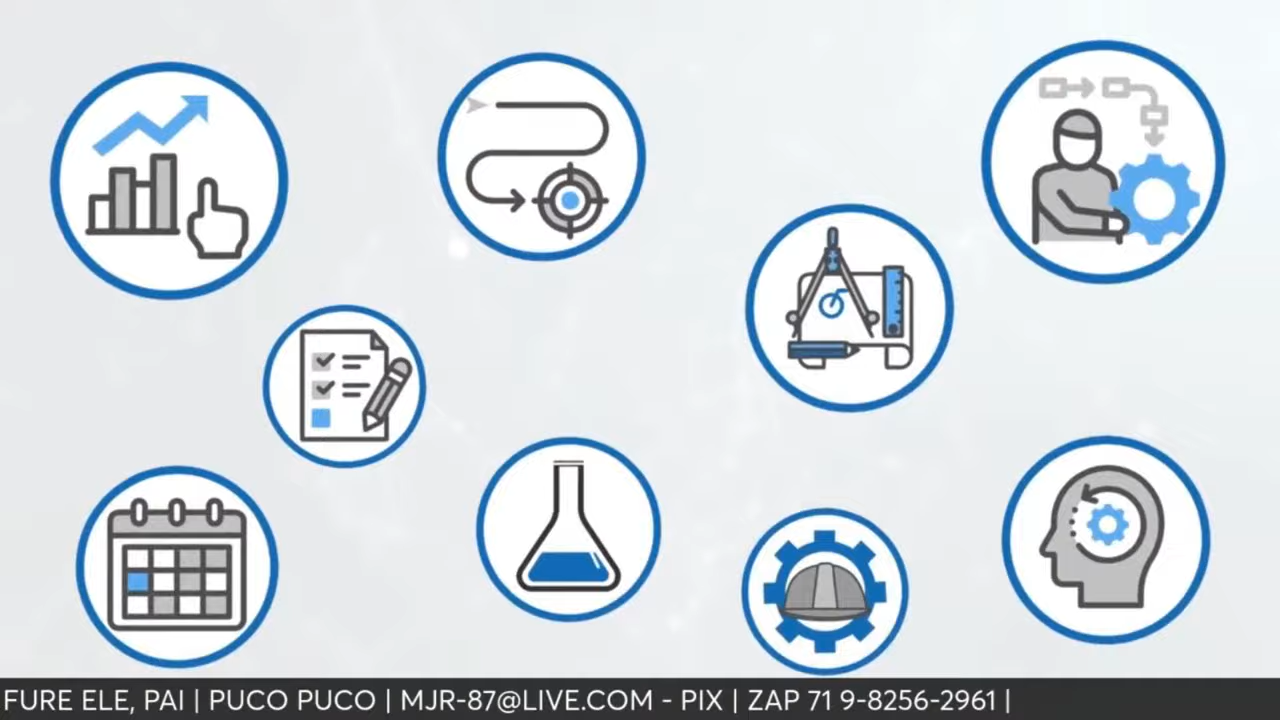 FURE ELE, PAI | PUCO PUCO | MJR-87@LIVE.COM - PIX | ZAP 71 9-8256-2961 |